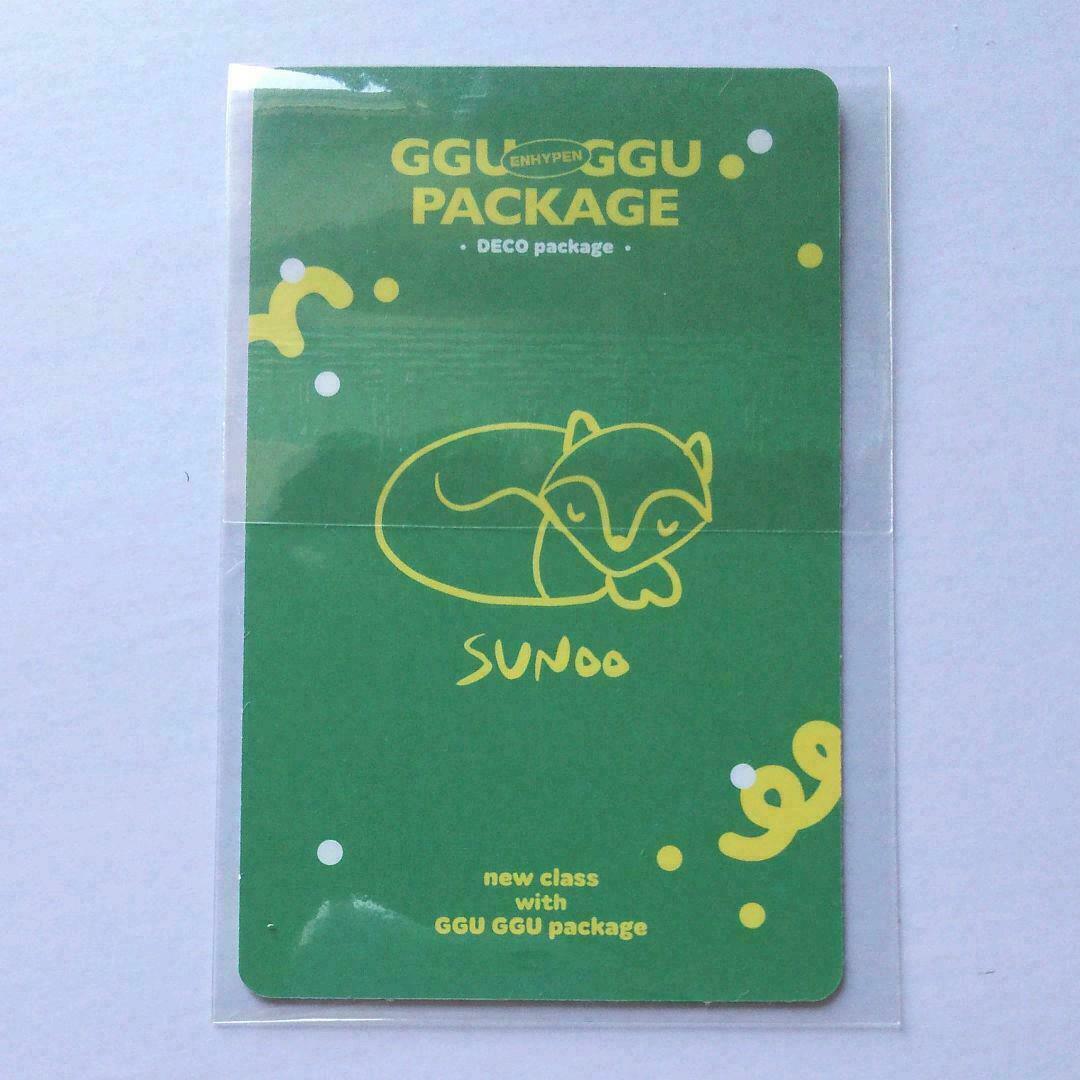 GGU ENHYPEN GGU
PACKAGE
• DECO package •
SUNOO
new class
with
GGU GGU package